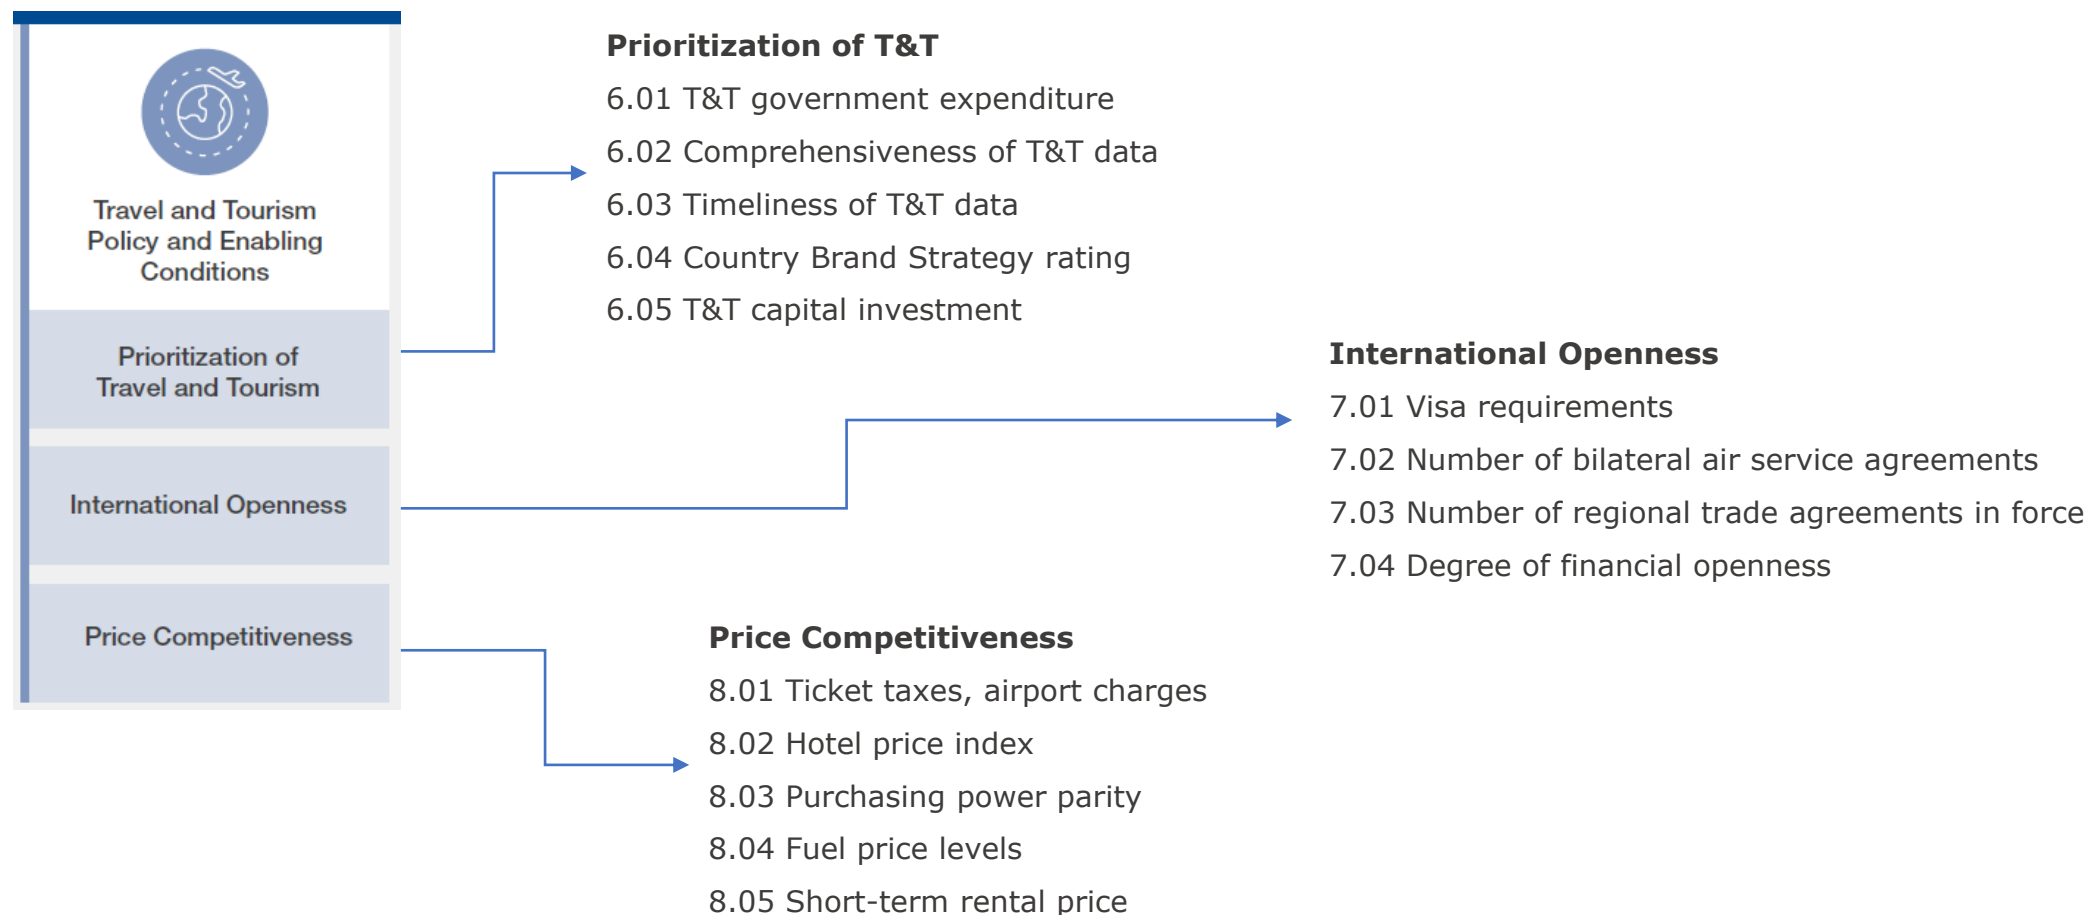 Travel and Tourism
Policy and Enabling
Conditions
Prioritization of
Travel and Tourism
International Openness
Price Competitiveness
Prioritization of T&T
6.01 T&T government expenditure
6.02 Comprehensiveness of T&T data
6.03 Timeliness of T&T data
6.04 Country Brand Strategy rating
6.05 T&T capital investment
International Openness
7.01 Visa requirements
7.02 Number of bilateral air service agreements
7.03 Number of regional trade agreements in force
7.04 Degree of financial openness
Price Competitiveness
8.01 Ticket taxes, airport charges
8.02 Hotel price index
8.03 Purchasing power parity
8.04 Fuel price levels
8.05 Short-term rental price